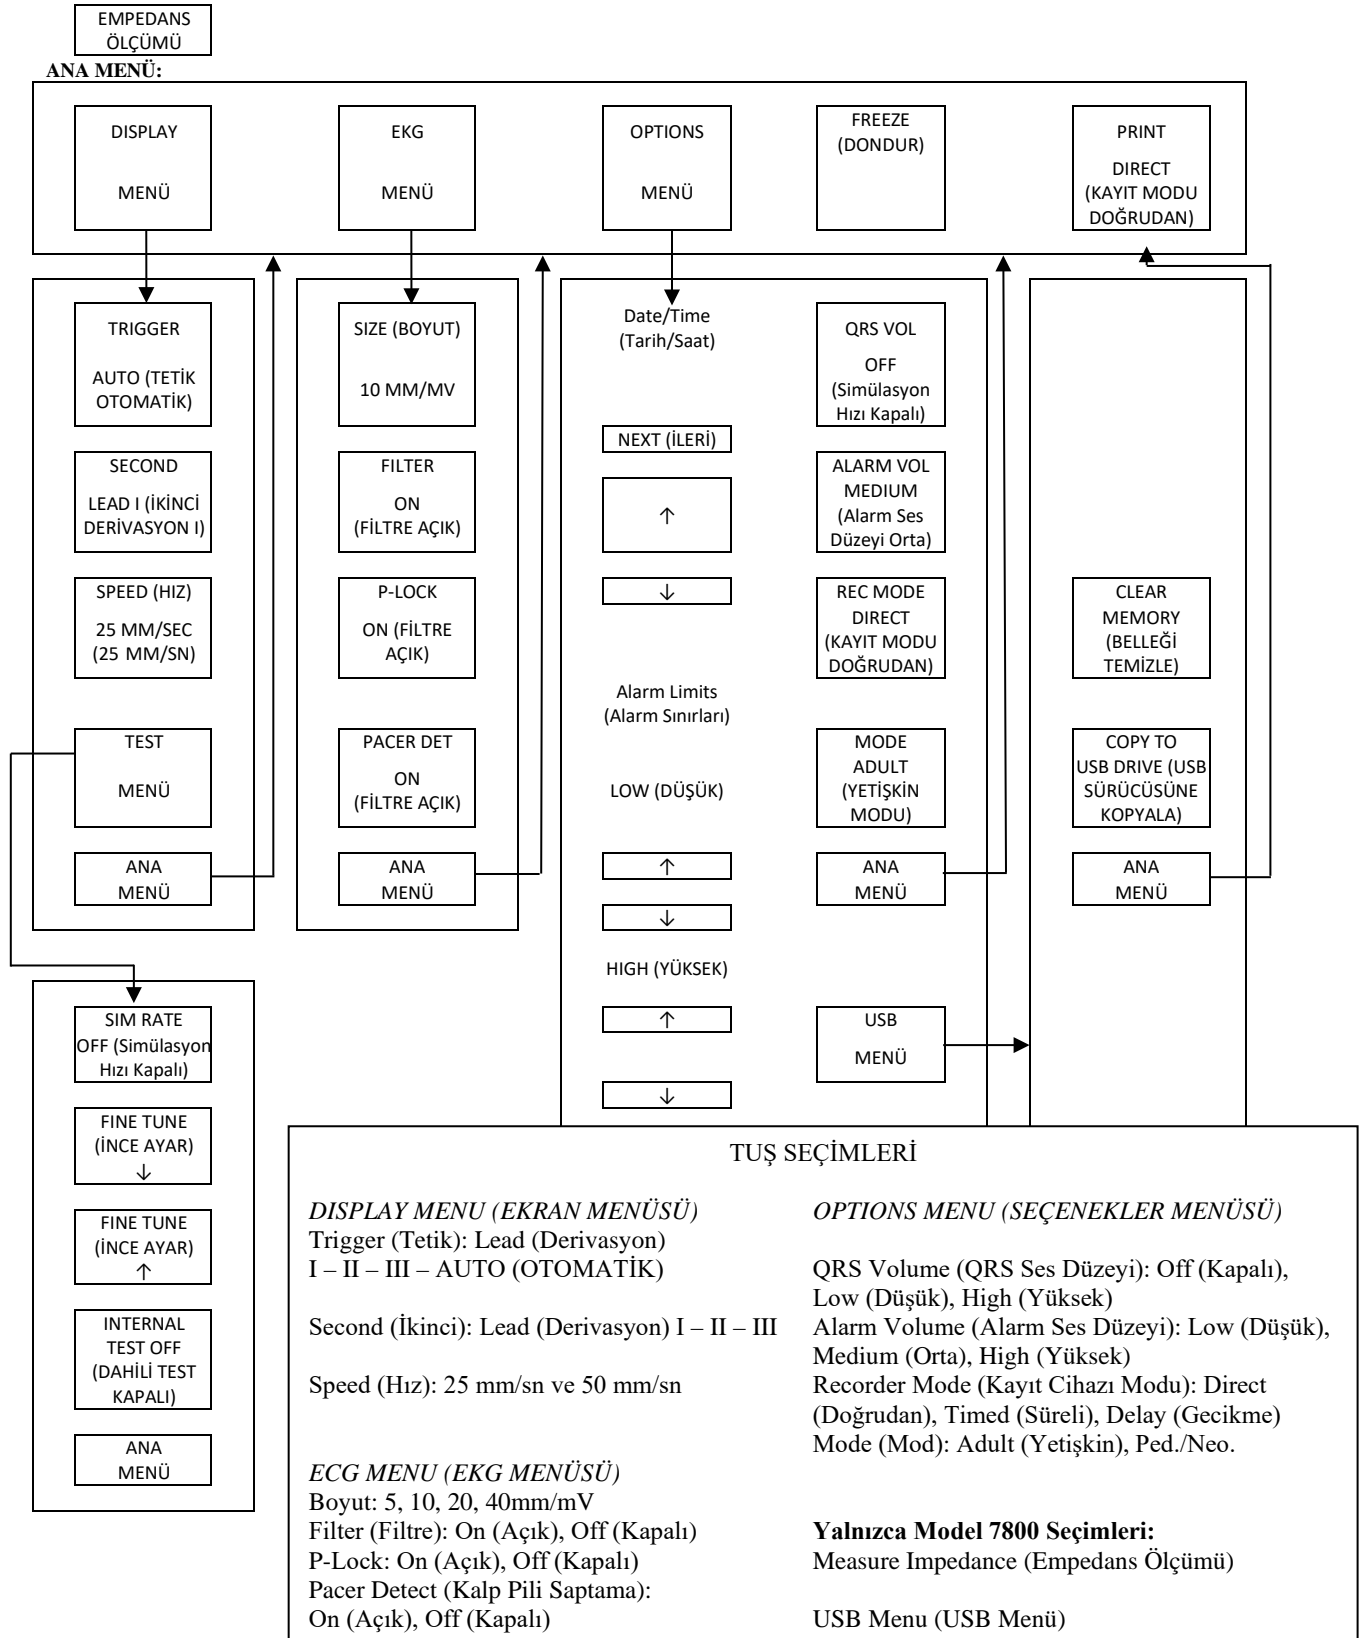 EMPEDANS
ÖLÇÜMÜ
ANA MENÜ:
DISPLAY
MENÜ
EKG
MENÜ
OPTIONS
MENÜ
FREEZE
(DONDUR)
PRINT
DIRECT
(KAYIT MODU
DOĞRUDAN)
TRIGGER
AUTO (TETİK
OTOMATİK)
SECOND
LEAD I (İKİNCİ
DERİVASYON I)
SPEED (HIZ)
25 MM/SEC
(25 MM/SN)
TEST
MENÜ
ANA
MENÜ
SIZE (BOYUT)
10 MM/MV
FILTER
ON
(FİLTRE AÇIK)
P-LOCK
ON (FİLTRE
AÇIK)
PACER DET
ON
(FİLTRE AÇIK)
ANA
MENÜ
Date/Time
(Tarih/Saat)
NEXT (İLERİ)
↑
↓
Alarm Limits
(Alarm Sınırları)
LOW (DÜŞÜK)
↑
↓
HIGH (YÜKSEK)
↑
↓
QRS VOL
OFF
(Simülasyon
Hızı Kapalı)
ALARM VOL
MEDIUM
(Alarm Ses
Düzeyi Orta)
REC MODE
DIRECT
(KAYIT MODU
DOĞRUDAN)
MODE
ADULT
(YETİŞKİN
MODU)
ANA
MENÜ
USB
MENÜ
CLEAR
MEMORY
(BELLEĞİ
TEMİZLE)
COPY TO
USB DRIVE (USB
SÜRÜCÜSÜNE
KOPYALA)
ANA
MENÜ
SIM RATE
OFF (Simülasyon
Hızı Kapalı)
FINE TUNE
(İNCE AYAR)
↓
FINE TUNE
(İNCE AYAR)
↑
INTERNAL
TEST OFF
(DAHİLİ TEST
KAPALI)
ANA
MENÜ
TUŞ SEÇİMLERİ
DISPLAY MENU (EKRAN MENÜSÜ)
Trigger (Tetik): Lead (Derivasyon)
I – II – III – AUTO (OTOMATİK)
Second (İkinci): Lead (Derivasyon) I – II – III
Speed (Hız): 25 mm/sn ve 50 mm/sn
ECG MENU (EKG MENÜSÜ)
Boyut: 5, 10, 20, 40mm/mV
Filter (Filtre): On (Açık), Off (Kapalı)
P-Lock: On (Açık), Off (Kapalı)
Pacer Detect (Kalp Pili Saptama):
On (Açık), Off (Kapalı)
OPTIONS MENU (SEÇENEKLER MENÜSÜ)
QRS Volume (QRS Ses Düzeyi): Off (Kapalı),
Low (Düşük), High (Yüksek)
Alarm Volume (Alarm Ses Düzeyi): Low (Düşük),
Medium (Orta), High (Yüksek)
Recorder Mode (Kayıt Cihazı Modu): Direct
(Doğrudan), Timed (Süreli), Delay (Gecikme)
Mode (Mod): Adult (Yetişkin), Ped./Neo.
Yalnızca Model 7800 Seçimleri:
Measure Impedance (Empedans Ölçümü)
USB Menu (USB Menü)